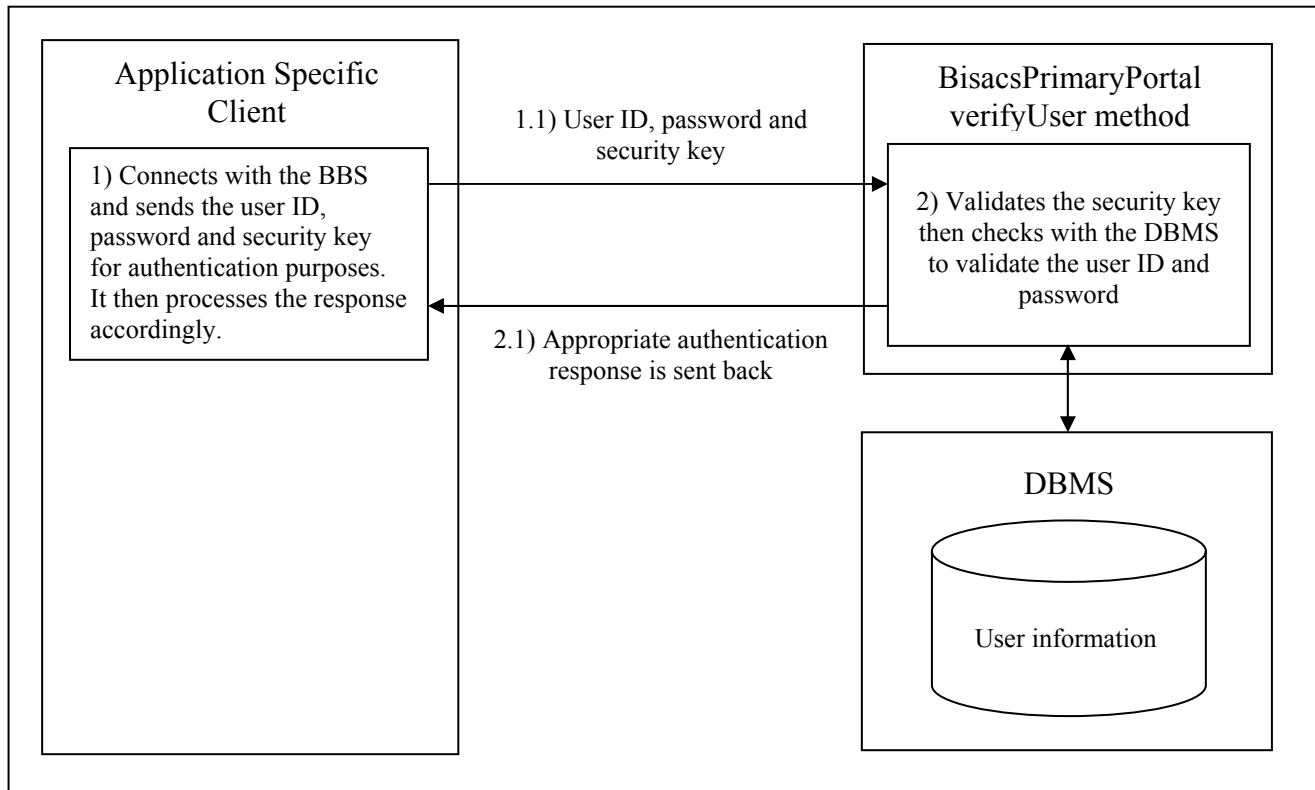 Application Specific
Client
1) Connects with the BBS
and sends the user ID,
password and security key
for authentication purposes.
It then processes the response
accordingly.
1.1) User ID, password and
security key
2.1) Appropriate authentication
response is sent back
BisacsPrimaryPortal
verifyUser method
2) Validates the security key
then checks with the DBMS
to validate the user ID and
password
DBMS
User information